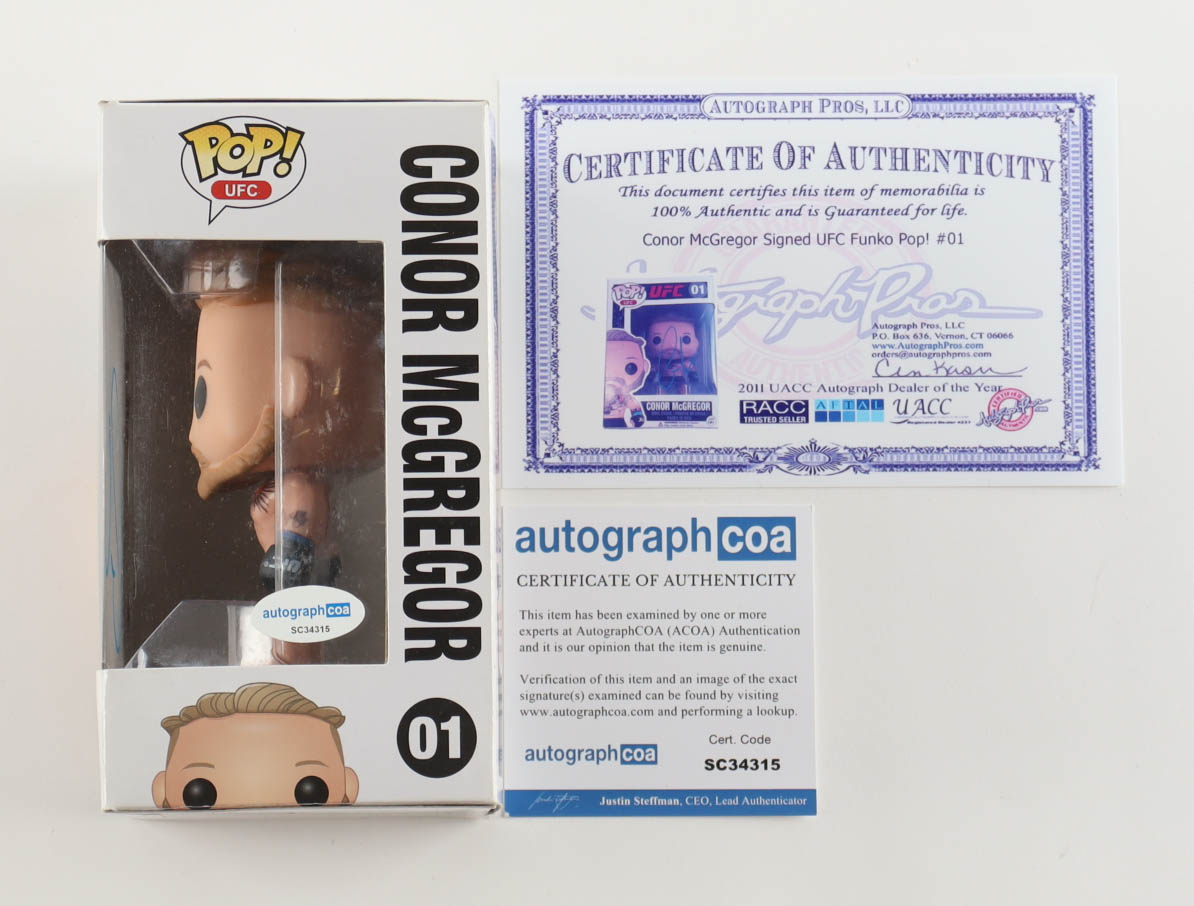 POP!
UFC
CONOR McGREGOR
01
autographcoa
SC34315
AUTOGRAPH PROS, LLC
CERTIFICATE OF AUTHENTICITY
This document certifies this item of memorabilia is
100% Authentic and is Guaranteed for life.
Conor McGregor Signed UFC Funko Pop! #01
Autograph Pros
POP! UFC 01
UFC
CONOR McGREGOR
Autograph Pros, LLC
P.O. Box 636, Vernon, CT 06066
www.AutographPros.com
orders@autographpros.com
2011 UACC Autograph Dealer of the Year
RACC
TRUSTED SELLER
AFTAL
UACC
autographcoa
CERTIFICATE OF AUTHENTICITY
This item has been examined by one or more
experts at AutographCOA (ACOA) Authentication
and it is our opinion that the item is genuine.
Verification of this item and an image of the exact
signature(s) examined can be found by visiting
www.autographcoa.com and performing a lookup.
autographcoa
Cert. Code
SC34315
Justin Steffman, CEO, Lead Authenticator